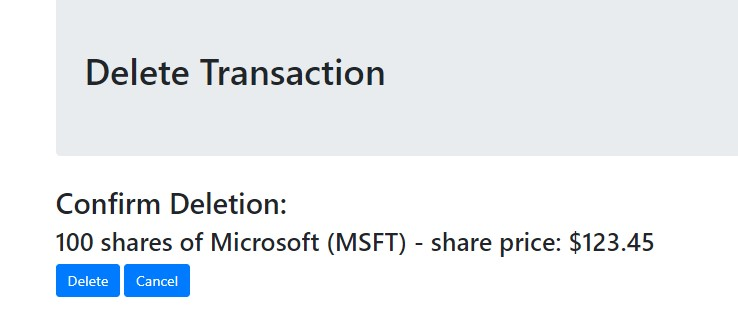 Delete Transaction
Confirm Deletion:
100 shares of Microsoft (MSFT) - share price: $123.45
Delete Cancel